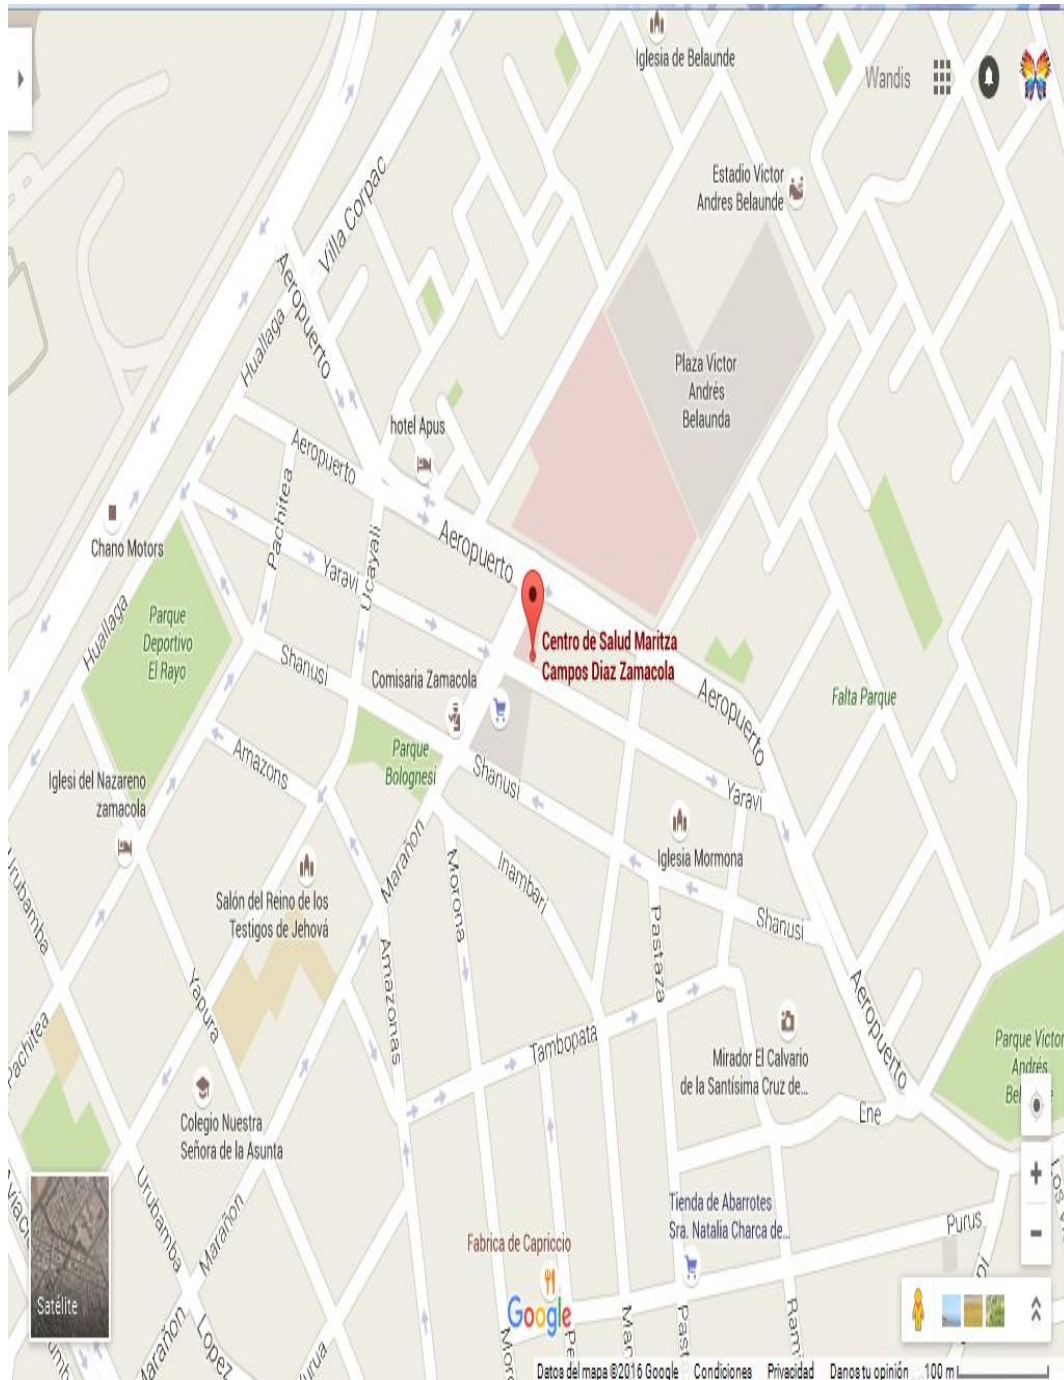 Iglesia de Belaunde
Wandis
Estadio Victor
Andres Belaunde
Villa Corpac
Aeropuerto
Huallaga
Plaza Victor
Andrés
Belaunda
hotel Apus
Aeropuerto
Pachitea
Ucayali
Aeropuerto
Chano Motors
Yaravi
Huallaga
Parque
Deportivo
El Rayo
Centro de Salud Maritza
Campos Diaz Zamacola
Shanusi
Comisaria Zamacola
Aeropuerto
Falta Parque
Parque
Bolognesi
Amazons
Shanusi
Yaravi
Iglesi del Nazareno
zamacola
Iglesia Mormona
Marañon
Morona
Inambari
Salón del Reino de los
Testigos de Jehová
Urubamba
Shanusi
Pastaza
Amazonas
Yapura
Aeropuerto
Pachitea
Tambopata
Mirador El Calvario
de la Santisima Cruz de...
Parque Victor
Andrés
Colegio Nuestra
Señora de la Asunta
Ene
Urubamba
Marañon
Tienda de Abarrotes
Sra. Natalia Charca de...
Purus
Fabrica de Capriccio
Satélite
Google
Marañon
Lopez
Datos del mapa ©2016 Google Condiciones Privacidad Danos tu opinión 100 m